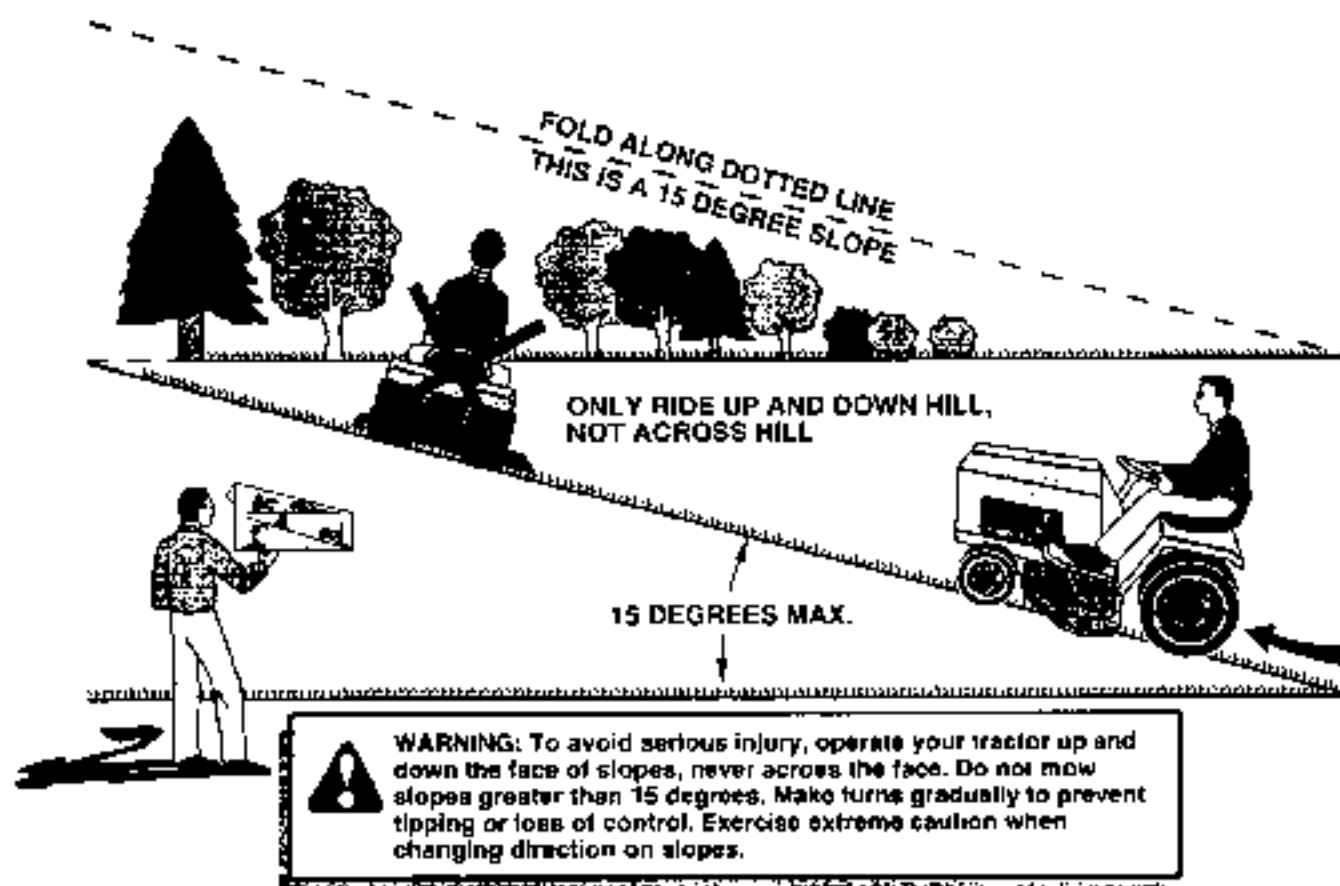 FOLD ALONG DOTTED LINE
THIS IS A 15 DEGREE SLOPE
ONLY RIDE UP AND DOWN HILL,
NOT ACROSS HILL
15 DEGREES MAX.
WARNING: To avoid serious injury, operate your tractor up and
down the face of slopes, never across the face. Do not mow
slopes greater than 15 degrees. Make turns gradually to prevent
tipping or loss of control. Exercise extreme caution when
changing direction on slopes.